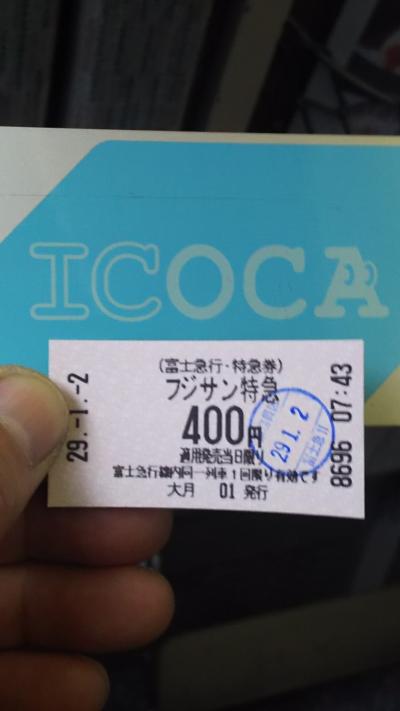 ICOCA
(富士急行・特急券)
フジサン特急
400円
適用発売当日限り
富士急行線内同一列車1回限り有効です
大月 01 発行
29.-1.-2
8696 07:43
29.1.2